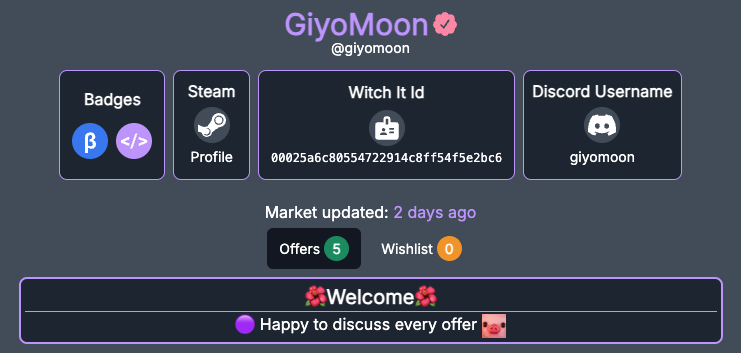 GiyoMoon
@giyomoon
Badges
β </>
Steam
Profile
Witch It Id
00025a6c80554722914c8ff54f5e2bc6
Discord Username
giyomoon
Market updated: 2 days ago
Offers 5 Wishlist 0
🌺Welcome🌺
🟣 Happy to discuss every offer 🐷